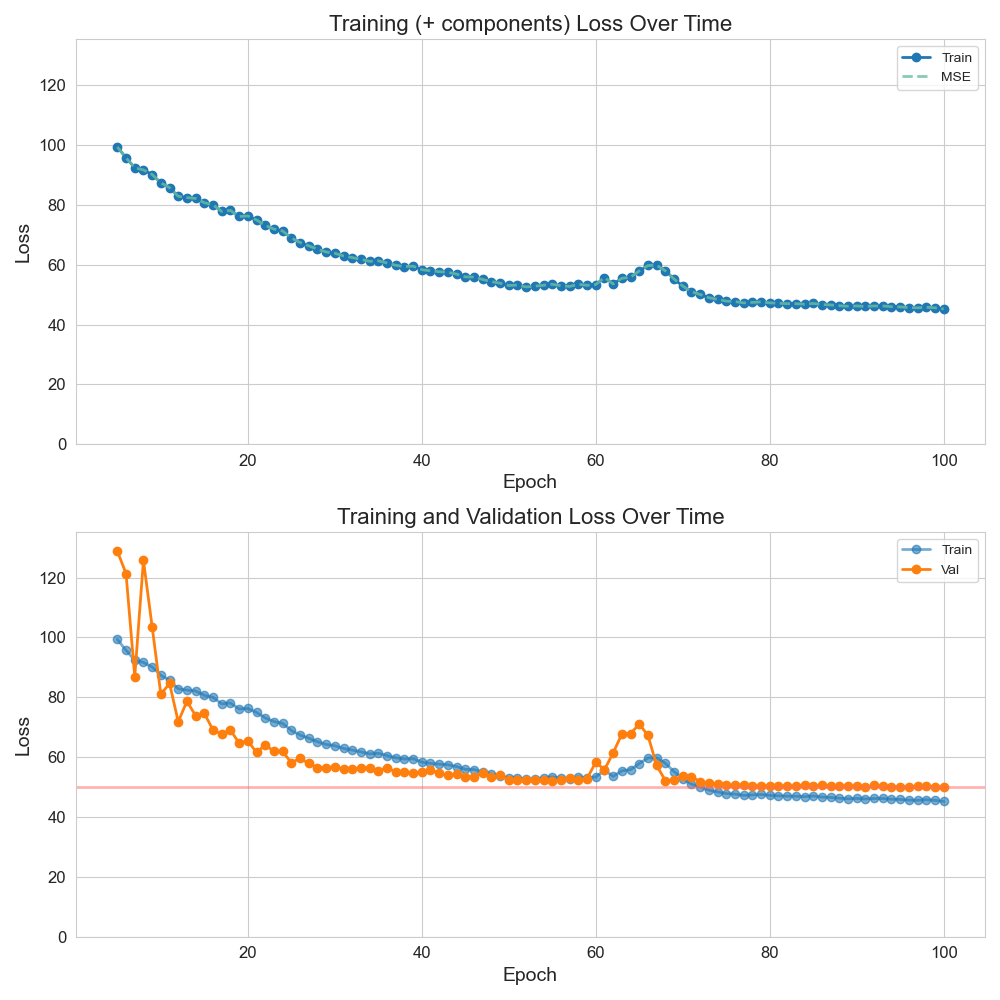 Training (+ components) Loss Over Time
Train
MSE
120
100
80
60
40
20
0
Loss
20 40 60 80 100
Epoch
Training and Validation Loss Over Time
Train
Val
120
100
80
60
40
20
0
Loss
20 40 60 80 100
Epoch